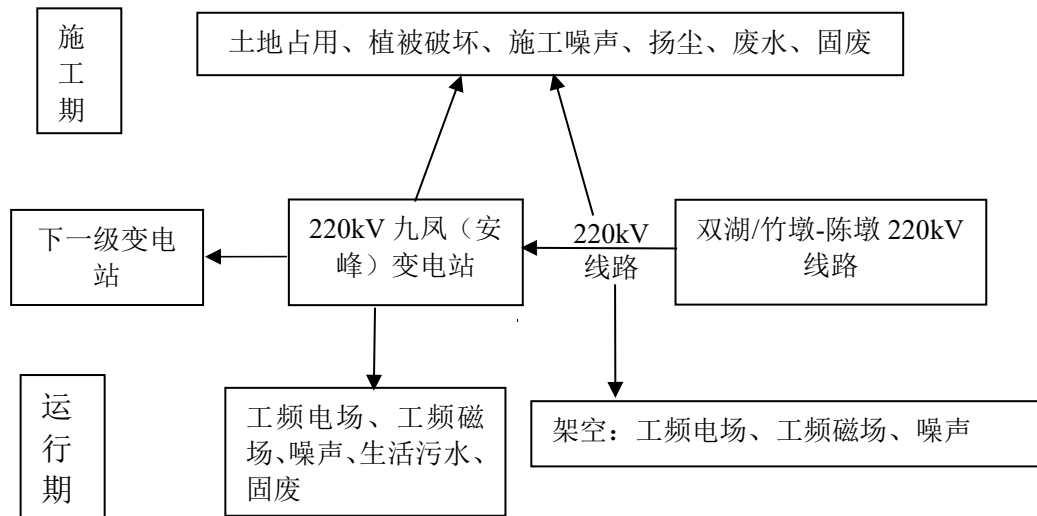 施
工
期
土地占用、植被破坏、施工噪声、扬尘、废水、固废
下一级变电
站
220kV 九凤（安
峰）变电站
220kV
线路
双湖/竹墩-陈墩 220kV
线路
运
行
期
工频电场、工频磁
场、噪声、生活污水、
固废
架空：工频电场、工频磁场、噪声